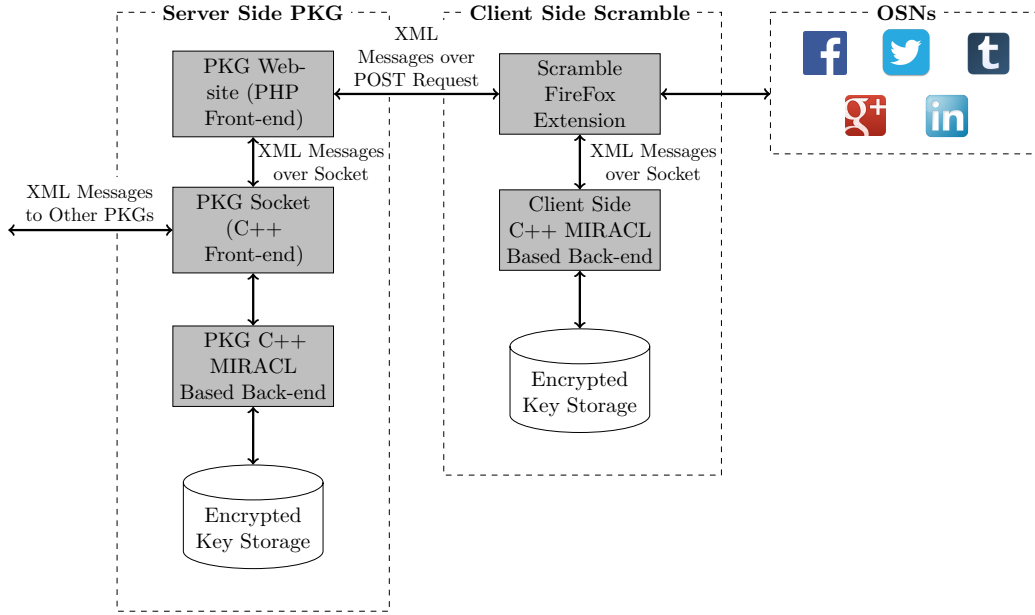 Server Side PKG
Client Side Scramble
OSNs
PKG Web-
site (PHP
Front-end)
XML
Messages over
POST Request
Scramble
FireFox
Extension
f
t
g+
in
XML Messages
over Socket
XML Messages
over Socket
XML Messages
to Other PKGs
PKG Socket
(C++
Front-end)
Client Side
C++ MIRACL
Based Back-end
PKG C++
MIRACL
Based Back-end
Encrypted
Key Storage
Encrypted
Key Storage